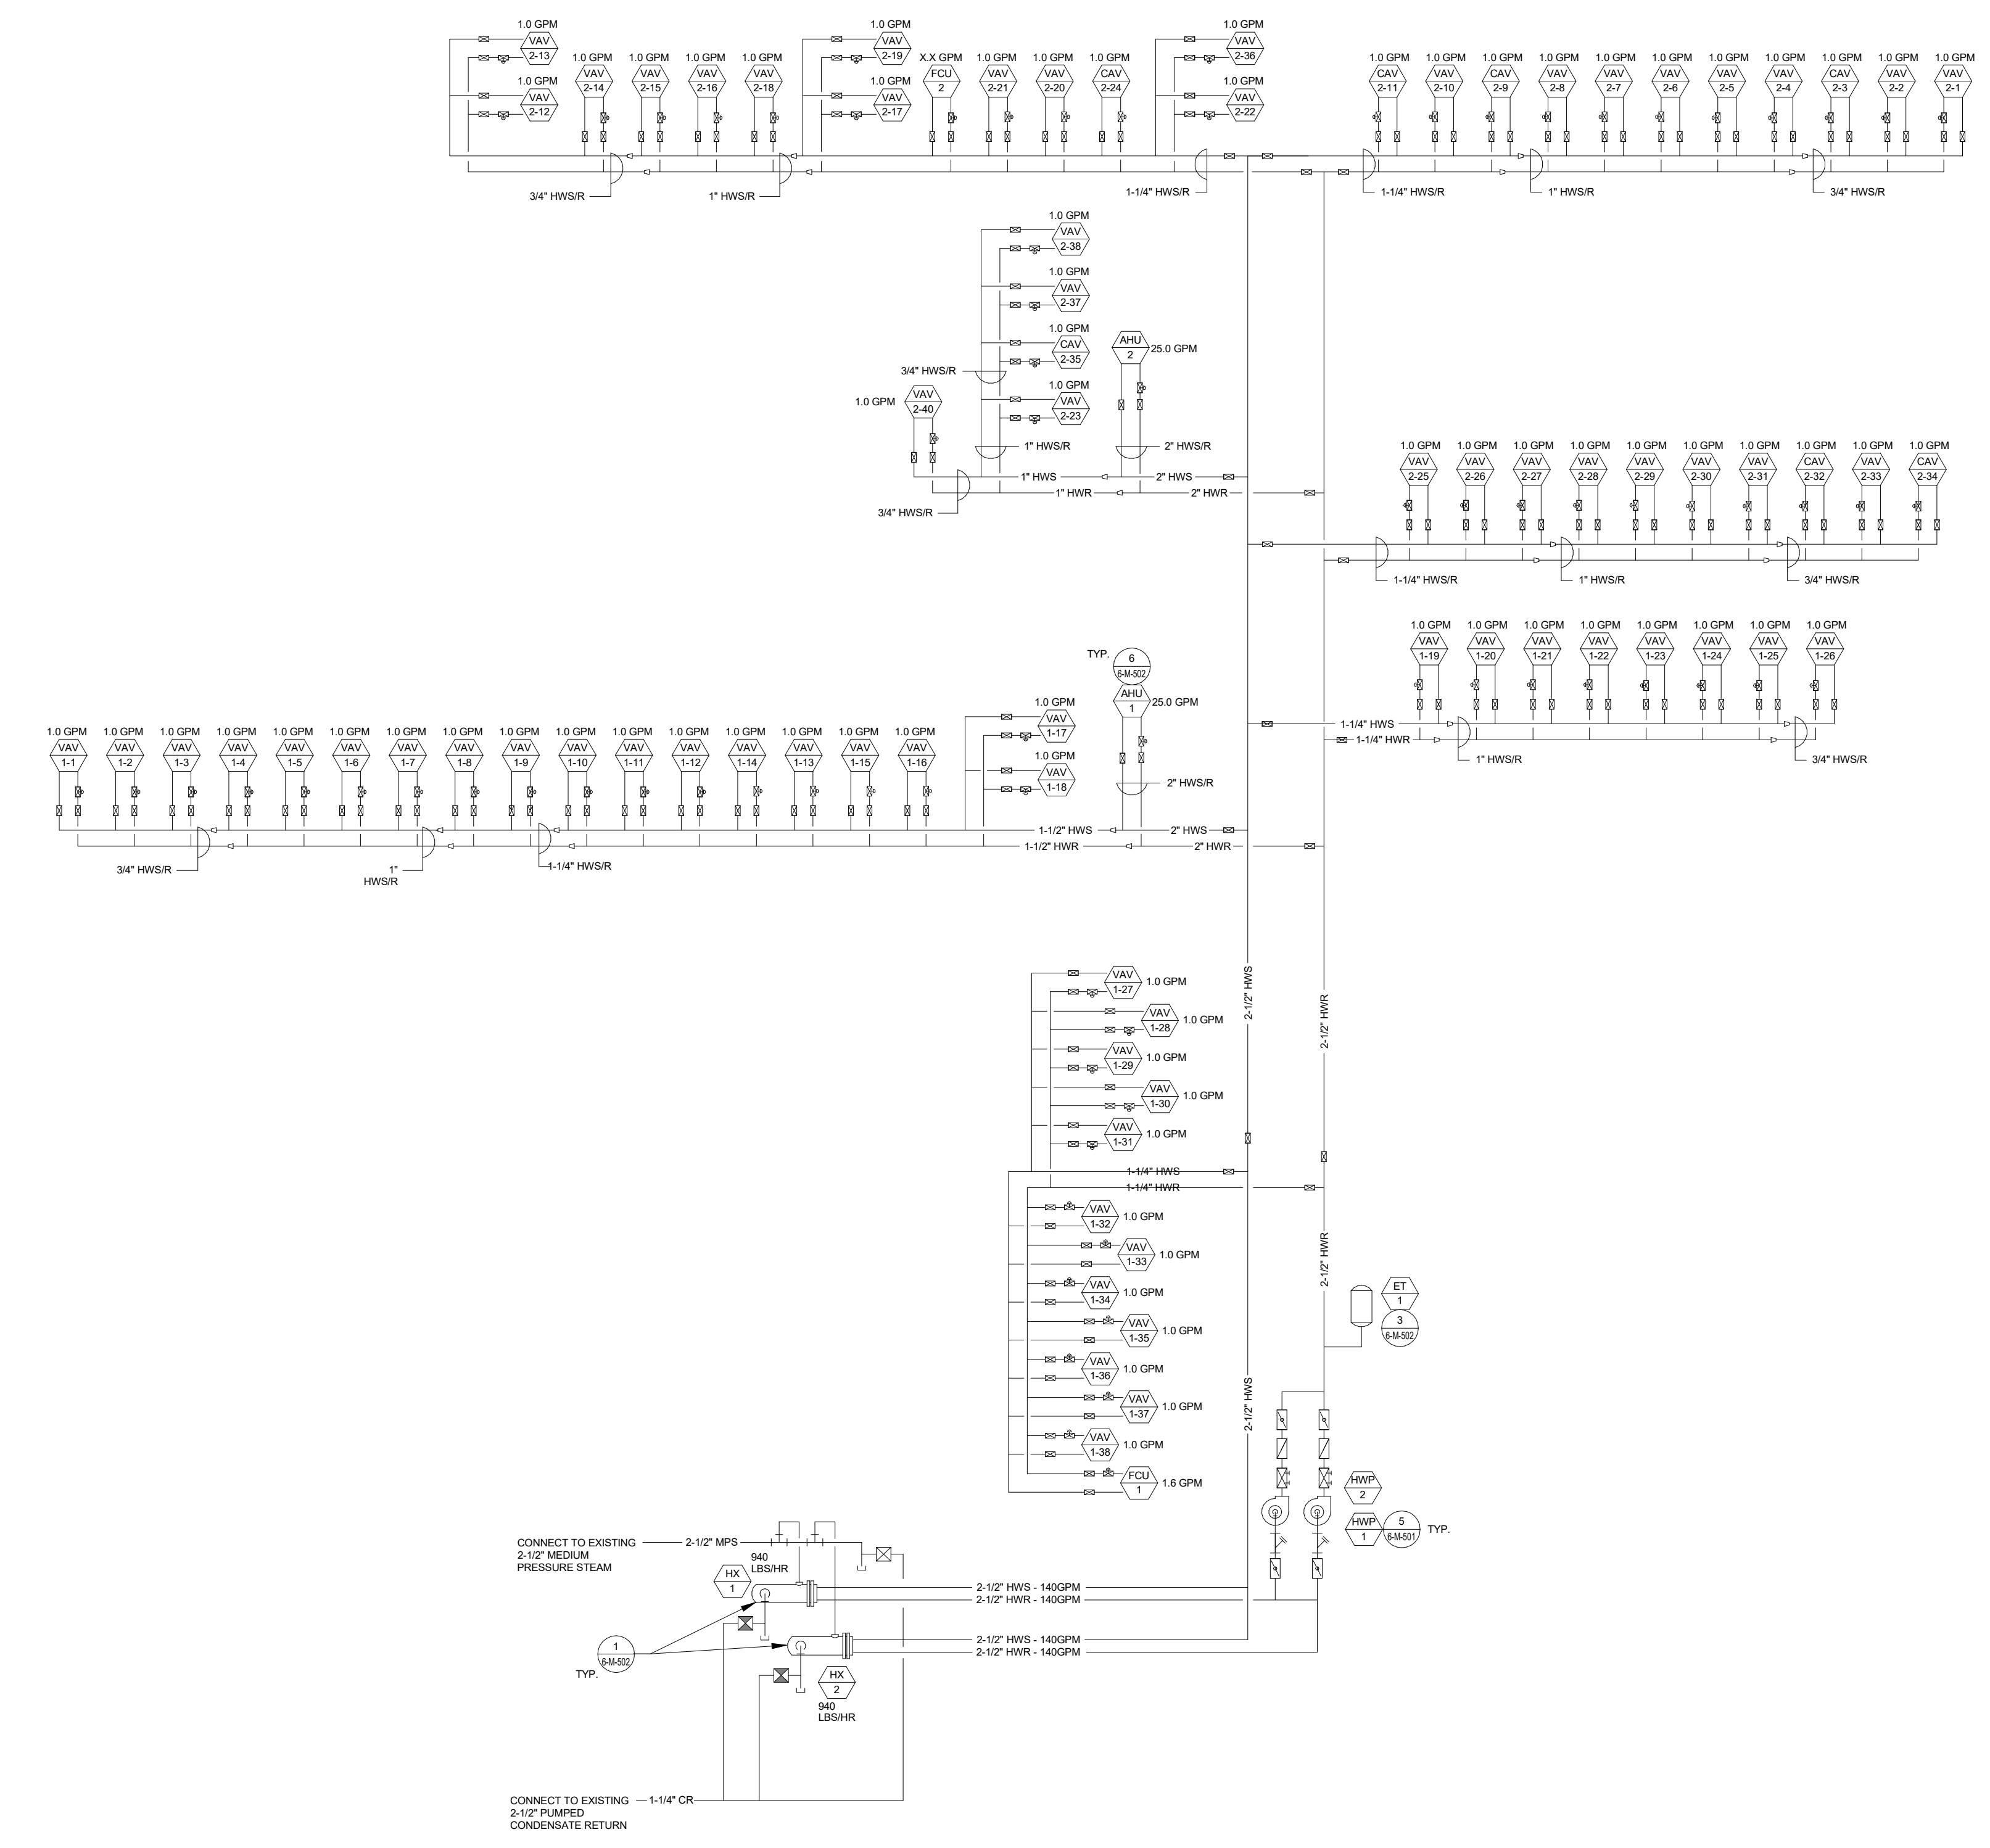 1.0 GPM 1.0 GPM 1.0 GPM
VAV VAV VAV
2-13 2-19 2-36
1.0 GPM 1.0 GPM 1.0 GPM 1.0 GPM X.X GPM 1.0 GPM 1.0 GPM 1.0 GPM 1.0 GPM 1.0 GPM 1.0 GPM 1.0 GPM 1.0 GPM 1.0 GPM 1.0 GPM 1.0 GPM 1.0 GPM 1.0 GPM 1.0 GPM
VAV VAV VAV VAV FCU VAV VAV CAV CAV VAV CAV VAV VAV VAV VAV VAV CAV VAV VAV
2-14 2-15 2-16 2-18 2 2-21 2-20 2-24 2-11 2-10 2-9 2-8 2-7 2-6 2-5 2-4 2-3 2-2 2-1
1.0 GPM 1.0 GPM 1.0 GPM
VAV VAV VAV
2-12 2-17 2-22
3/4" HWS/R 1" HWS/R 1-1/4" HWS/R 1-1/4" HWS/R 1" HWS/R 3/4" HWS/R
1.0 GPM
VAV
2-38
1.0 GPM
VAV
2-37
1.0 GPM
CAV
2-35
AHU
2
25.0 GPM
3/4" HWS/R
1.0 GPM
VAV
2-23
1.0 GPM
VAV
2-40
1" HWS/R 2" HWS/R
1" HWS 2" HWS
1" HWR 2" HWR
3/4" HWS/R
1.0 GPM 1.0 GPM 1.0 GPM 1.0 GPM 1.0 GPM 1.0 GPM 1.0 GPM 1.0 GPM 1.0 GPM 1.0 GPM
VAV VAV VAV VAV VAV VAV VAV CAV VAV CAV
2-25 2-26 2-27 2-28 2-29 2-30 2-31 2-32 2-33 2-34
1-1/4" HWS/R 1" HWS/R 3/4" HWS/R
1.0 GPM 1.0 GPM 1.0 GPM 1.0 GPM 1.0 GPM 1.0 GPM 1.0 GPM 1.0 GPM
VAV VAV VAV VAV VAV VAV VAV VAV
1-19 1-20 1-21 1-22 1-23 1-24 1-25 1-26
1-1/4" HWS
1-1/4" HWR
1" HWS/R 3/4" HWS/R
TYP.
6
6-M-502
AHU
1
25.0 GPM
1.0 GPM
VAV
1-17
1.0 GPM
VAV
1-18
2" HWS/R
1.0 GPM 1.0 GPM 1.0 GPM 1.0 GPM 1.0 GPM 1.0 GPM 1.0 GPM 1.0 GPM 1.0 GPM 1.0 GPM 1.0 GPM 1.0 GPM 1.0 GPM 1.0 GPM 1.0 GPM 1.0 GPM
VAV VAV VAV VAV VAV VAV VAV VAV VAV VAV VAV VAV VAV VAV VAV VAV
1-1 1-2 1-3 1-4 1-5 1-6 1-7 1-8 1-9 1-10 1-11 1-12 1-14 1-13 1-15 1-16
1-1/2" HWS 2" HWS
1-1/2" HWR 2" HWR
3/4" HWS/R 1" 1-1/4" HWS/R
HWS/R
2-1/2" HWS
2-1/2" HWR
VAV
1-27
1.0 GPM
VAV
1-28
1.0 GPM
VAV
1-29
1.0 GPM
VAV
1-30
1.0 GPM
VAV
1-31
1.0 GPM
1-1/4" HWS
1-1/4" HWR
VAV
1-32
1.0 GPM
VAV
1-33
1.0 GPM
VAV
1-34
1.0 GPM
VAV
1-35
1.0 GPM
VAV
1-36
1.0 GPM
VAV
1-37
1.0 GPM
VAV
1-38
1.0 GPM
FCU
1
1.6 GPM
2-1/2" HWR
2-1/2" HWS
ET
1
3
6-M-502
HWP
2
HWP
1
5
6-M-501
TYP.
CONNECT TO EXISTING
2-1/2" MEDIUM
PRESSURE STEAM
2-1/2" MPS
940
LBS/HR
HX
1
2-1/2" HWS - 140GPM
2-1/2" HWR - 140GPM
2-1/2" HWS - 140GPM
2-1/2" HWR - 140GPM
1
6-M-502
TYP.
HX
2
940
LBS/HR
CONNECT TO EXISTING
2-1/2" PUMPED
CONDENSATE RETURN
1-1/4" CR